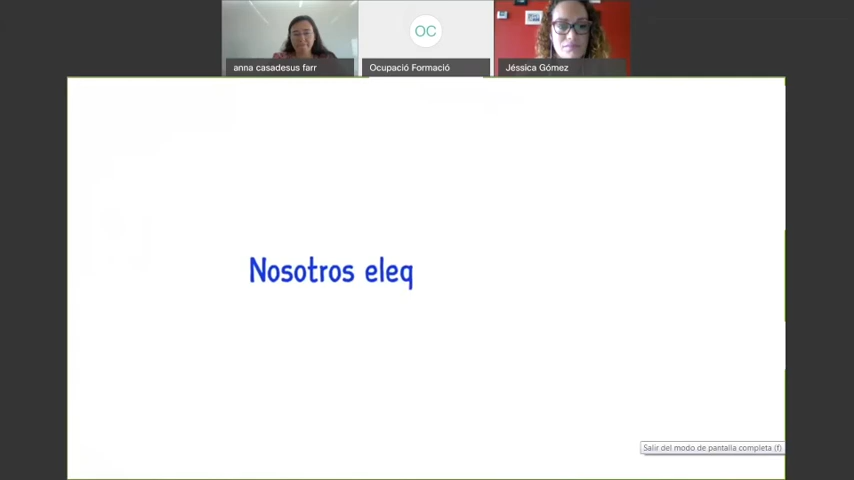 OC
anna casadesus farr
Ocupació Formació
Jéssica Gómez
Nosotros eleq
Salir del modo de pantalla completa (f)